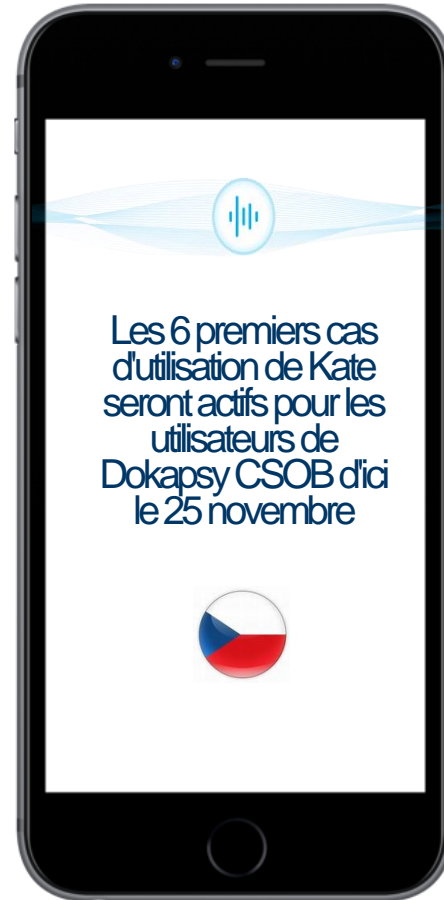 Les 6 premiers cas
d'utilisation de Kate
seront actifs pour les
utilisateurs de
Dokapsy CSOB d'ici
le 25 novembre